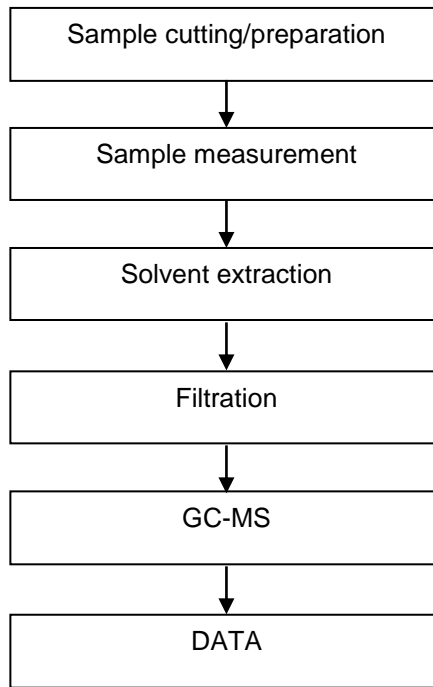 Sample cutting/preparation
Sample measurement
Solvent extraction
Filtration
GC-MS
DATA